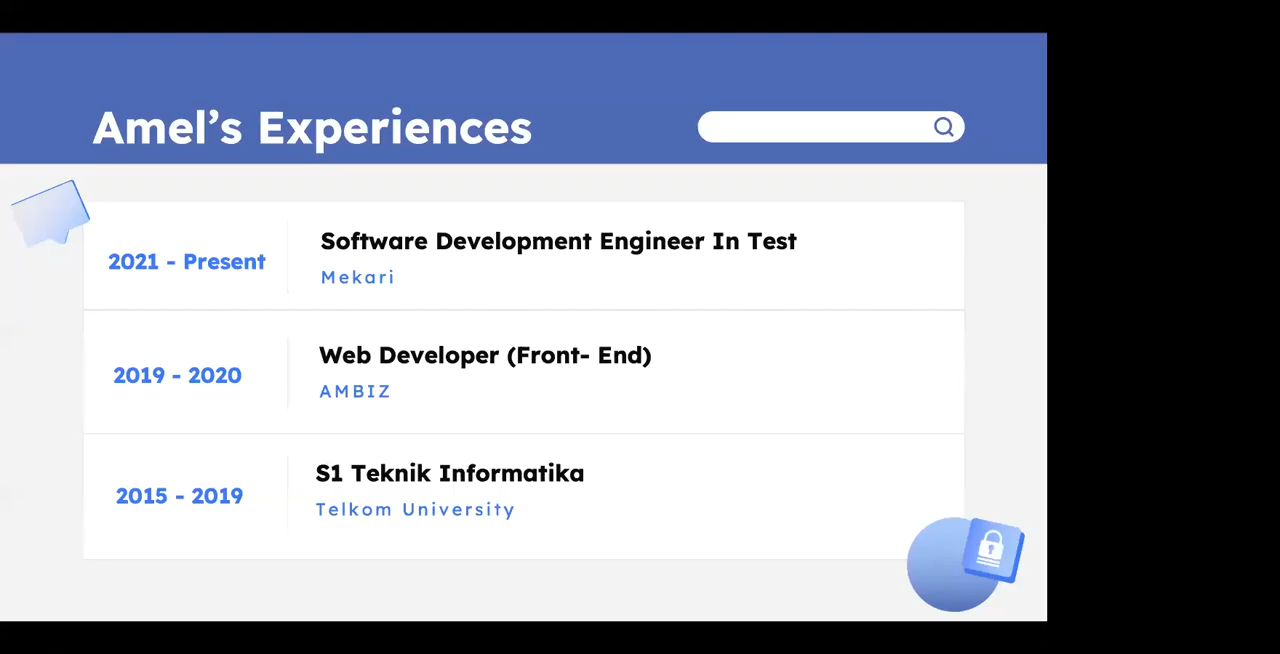 Amel’s Experiences
2021 - Present
Software Development Engineer In Test
Mekari
2019 - 2020
Web Developer (Front- End)
AMBIZ
2015 - 2019
S1 Teknik Informatika
Telkom University